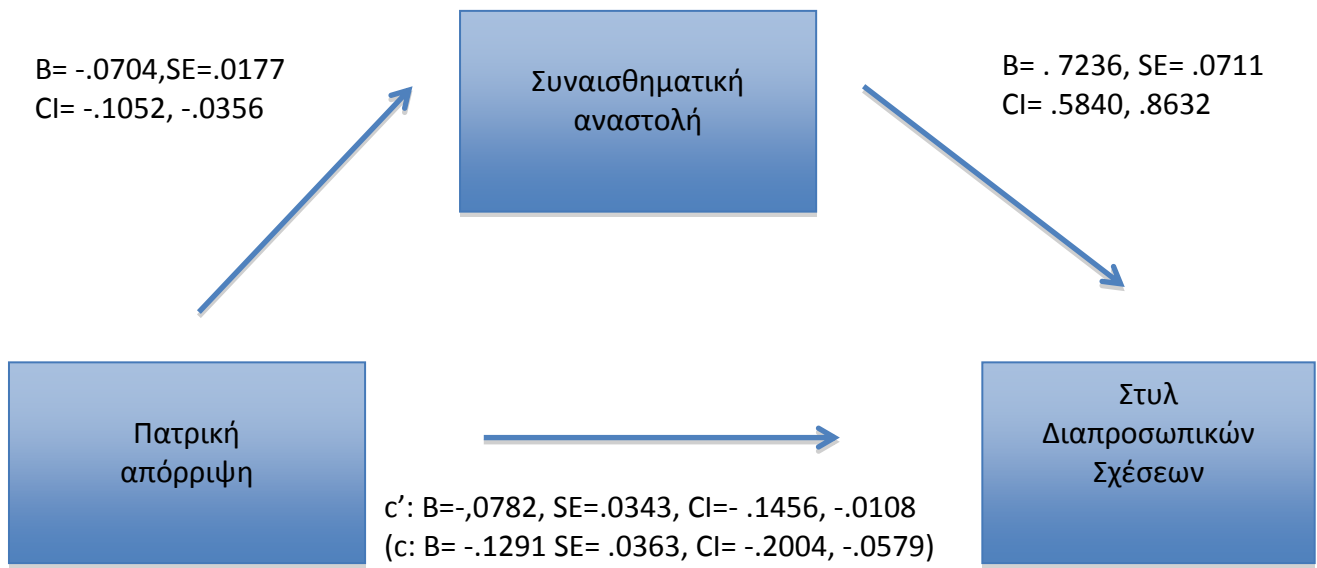 B= -.0704,SE=.0177
CI= -.1052, -.0356
Συναισθηματική
αναστολή
B= . 7236, SE= .0711
CI= .5840, .8632
Πατρική
απόρριψη
Στυλ
Διαπροσωπικών
Σχέσεων
c’: B=-,0782, SE=.0343, CI=- .1456, -.0108
(c: B= -.1291 SE= .0363, CI= -.2004, -.0579)